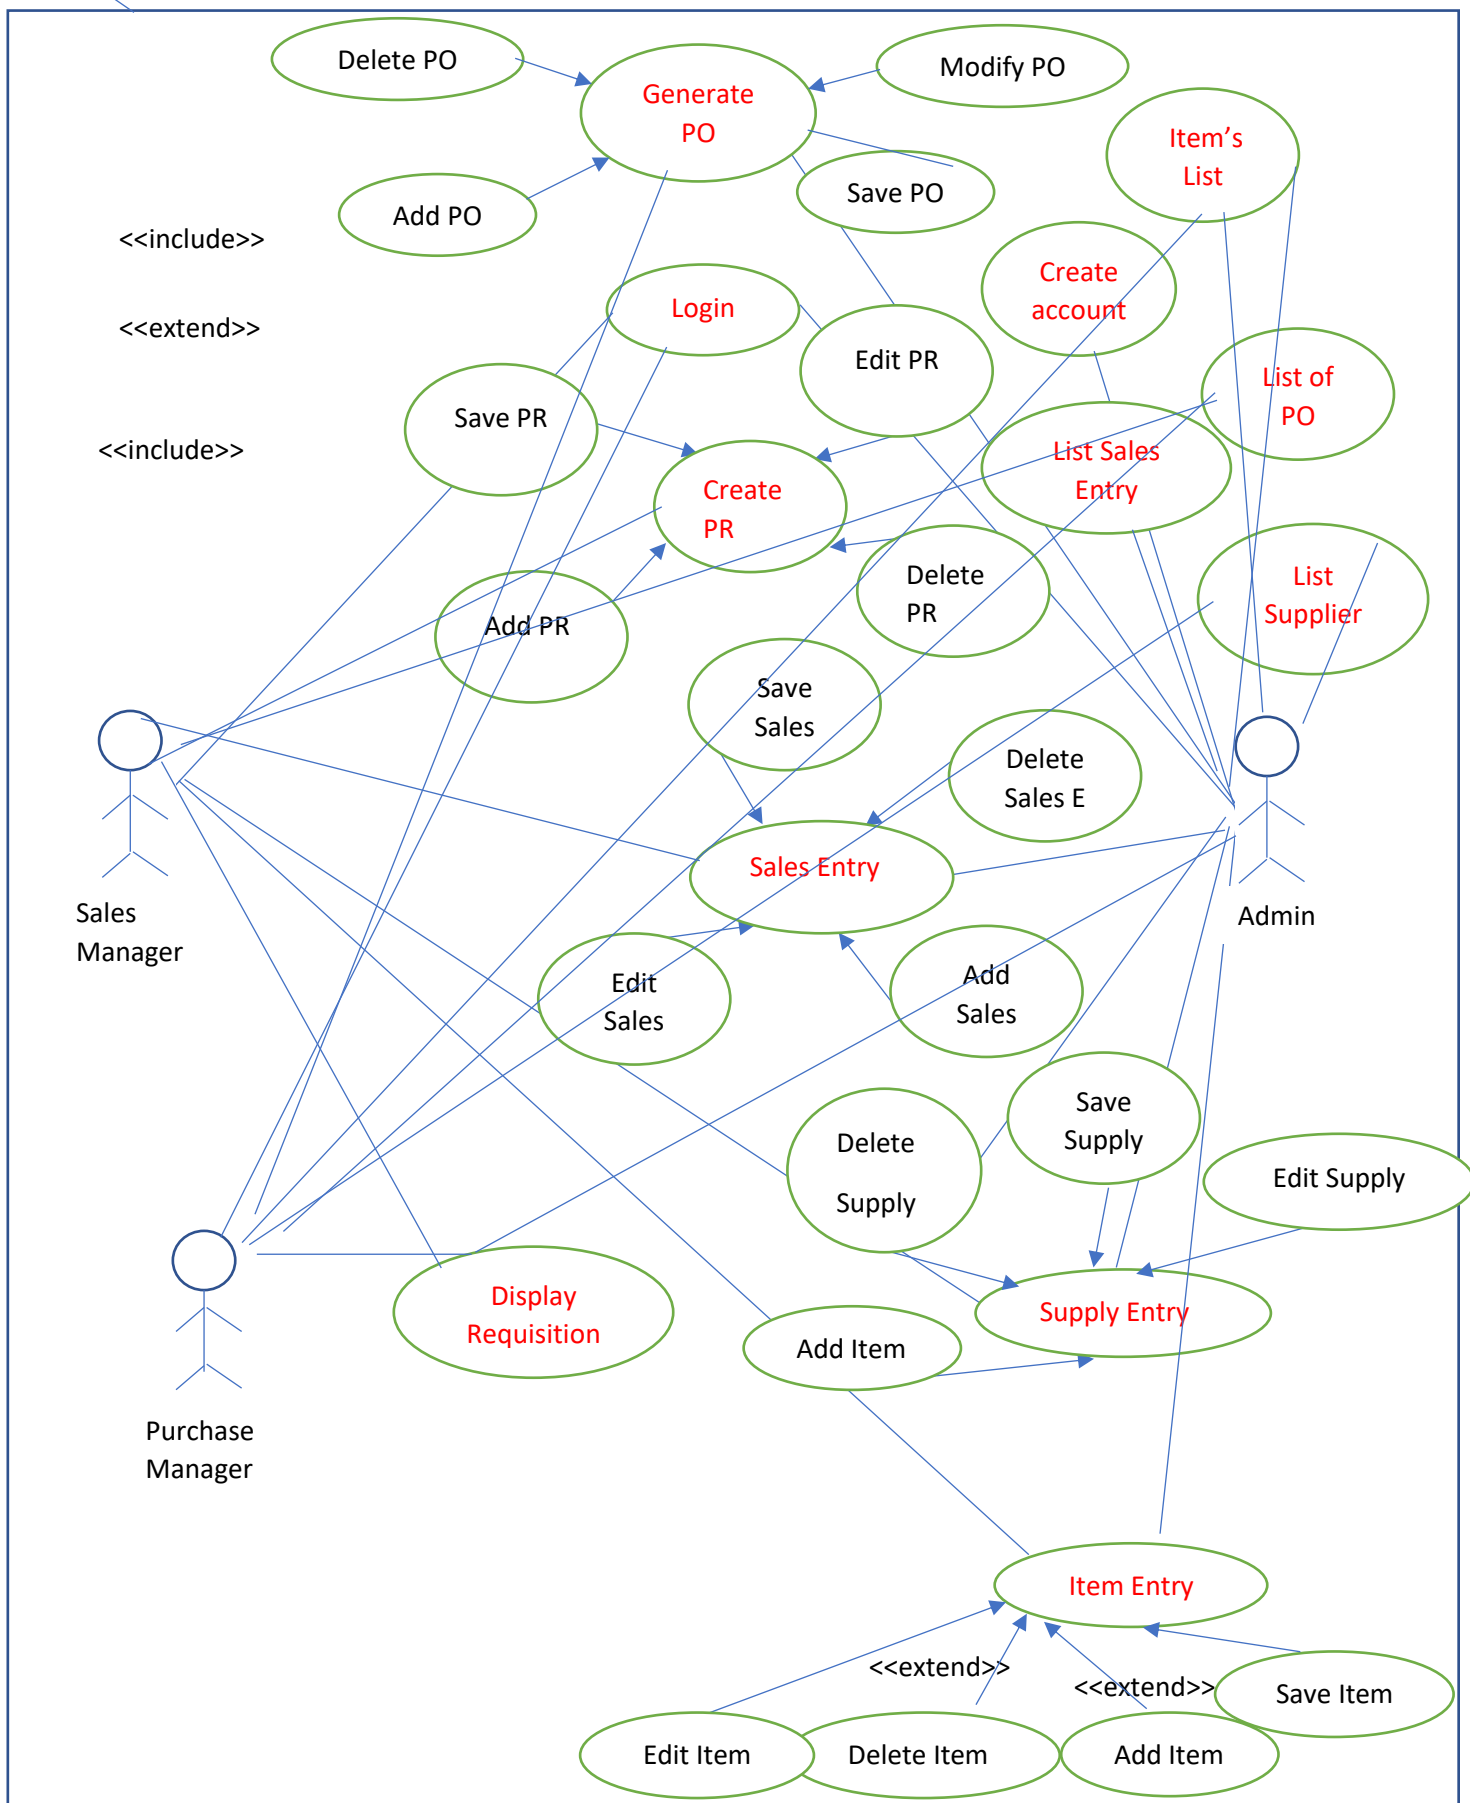 Delete PO
Modify PO
Generate
PO
Item's
List
Save PO
Add PO
<<include>>
Create
account
Login
<<extend>>
Edit PR
List of
PO
Save PR
<<include>>
List Sales
Entry
Create
PR
Delete
PR
List
Supplier
Add PR
Save
Sales
Delete
Sales E
Sales Entry
Sales
Manager
Admin
Edit
Sales
Add
Sales
Save
Supply
Delete
Supply
Edit Supply
Display
Requisition
Supply Entry
Add Item
Purchase
Manager
Item Entry
<<extend>>
<<extend>>
Save Item
Edit Item
Delete Item
Add Item